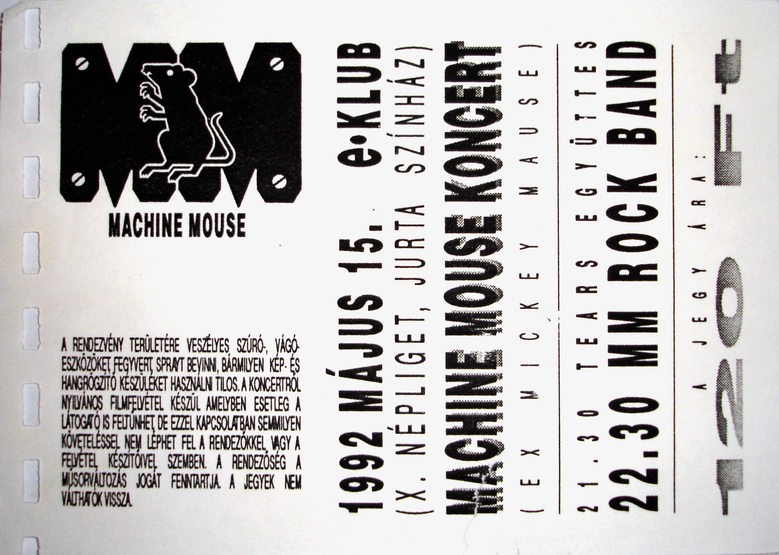 MACHINE MOUSE
A RENDEZVÉNY TERÜLETÉRE VESZÉLYES SZÚRÓ-, VÁGÓ-
ESZKÖZÖKET, FEGYVERT, SPRAYT BEVINNI, BÁRMILYEN KÉP- ÉS
HANGRÖGZITŐ KÉSZÜLÉKET HASZNÁLNI TILOS. A KONCERTRŐL
NYILVÁNOS FILMFELVÉTEL KÉSZÜL AMELYBEN ESETLEG A
LÁTOGATÓ IS FELTŰNHET, DE EZZEL KAPCSOLATBAN SEMMILYEN
KÖVETELÉSSEL NEM LÉPHET FEL A RENDEZŐKKEL, VAGY A
FELVÉTEL KÉSZÍTŐIVEL SZEMBEN. A RENDEZŐSÉG A
MŰSORVÁLTOZÁS JOGÁT FENNTARTJA. A JEGYEK NEM
VÁLTHATÓK VISSZA.
1992 MÁJUS 15. e•KLUB
(X. NÉPLIGET, JURTA SZÍNHÁZ)
MACHINE MOUSE KONCERT
(EX MICKEY MAUSE)
21.30 TEARS EGYÜTTES
22.30 MM ROCK BAND
A JEGY ÁRA:
120 Ft